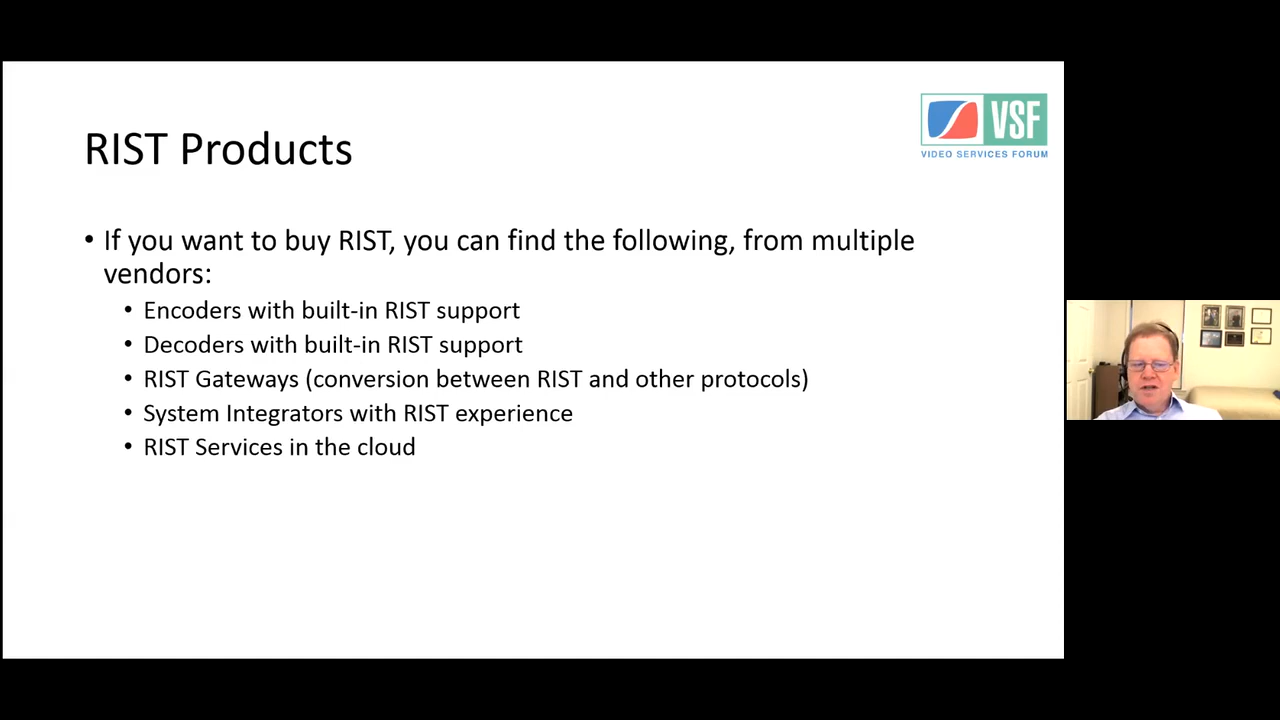 VSF
VIDEO SERVICES FORUM
RIST Products
• If you want to buy RIST, you can find the following, from multiple
vendors:
• Encoders with built-in RIST support
• Decoders with built-in RIST support
• RIST Gateways (conversion between RIST and other protocols)
• System Integrators with RIST experience
• RIST Services in the cloud